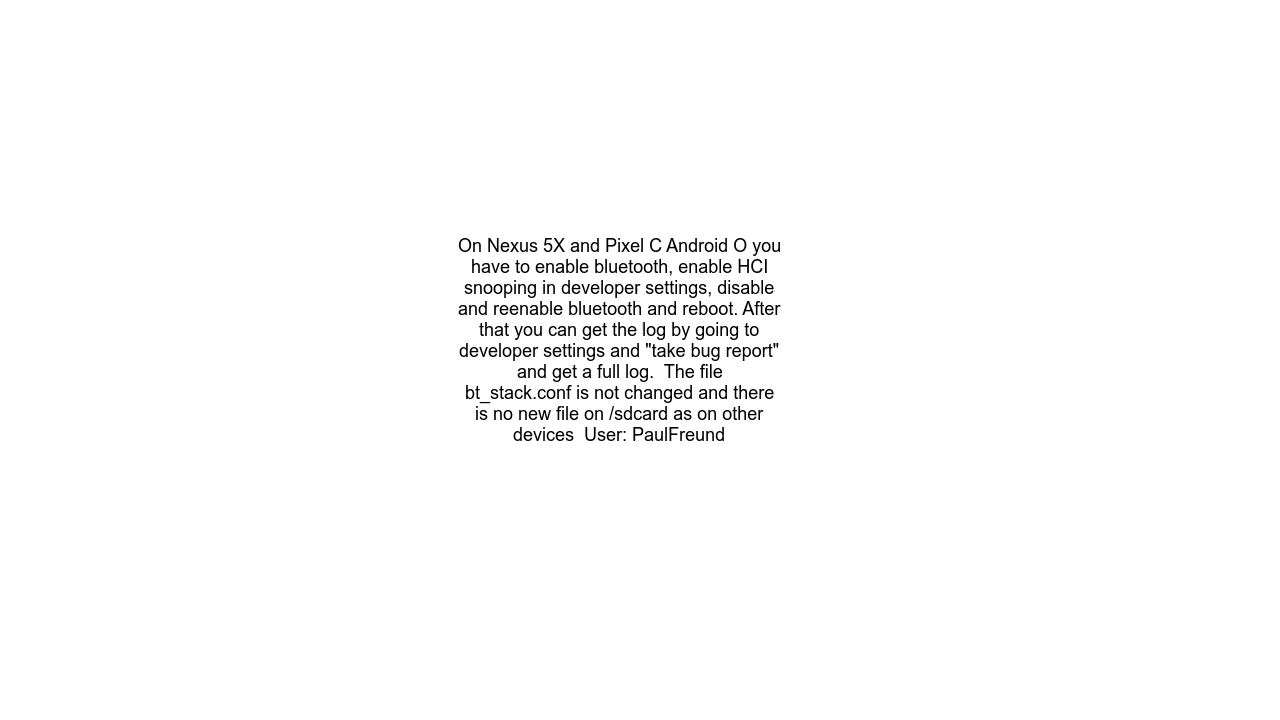 On Nexus 5X and Pixel C Android O you
have to enable bluetooth, enable HCI
snooping in developer settings, disable
and reenable bluetooth and reboot. After
that you can get the log by going to
developer settings and "take bug report"
and get a full log.  The file
bt_stack.conf is not changed and there
is no new file on /sdcard as on other
devices  User: PaulFreund